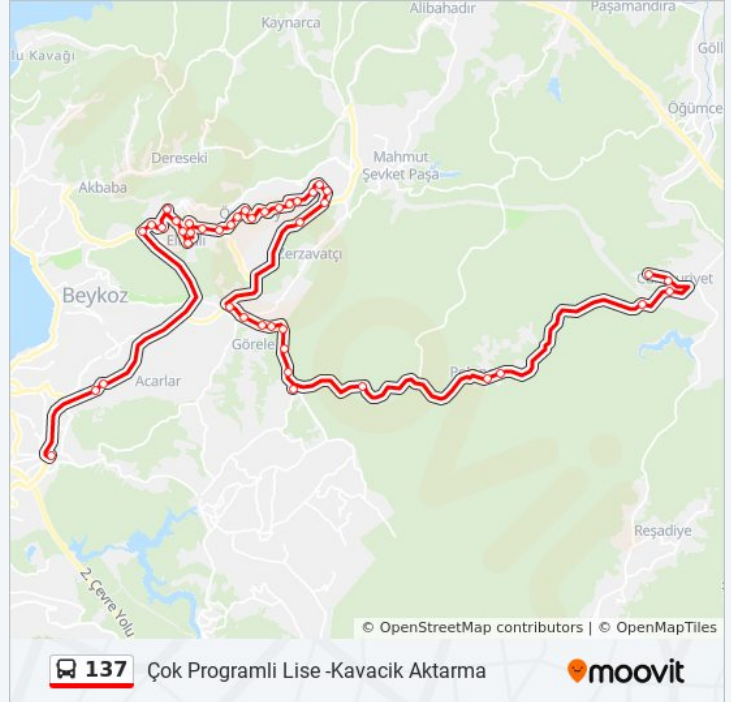 Alibahadır
Paşamandıra
Kaynarca
lu Kavağı
Göll
Öğümce
Dereseki
Mahmut
Şevket Paşa
Akbaba
Zerzavatçı
Beykoz
Görele
Acarlar
Reşadiye
2. Çevre Yolu
© OpenStreetMap contributors | © OpenMapTiles
137 Çok Programli Lise -Kavacik Aktarma
moovit